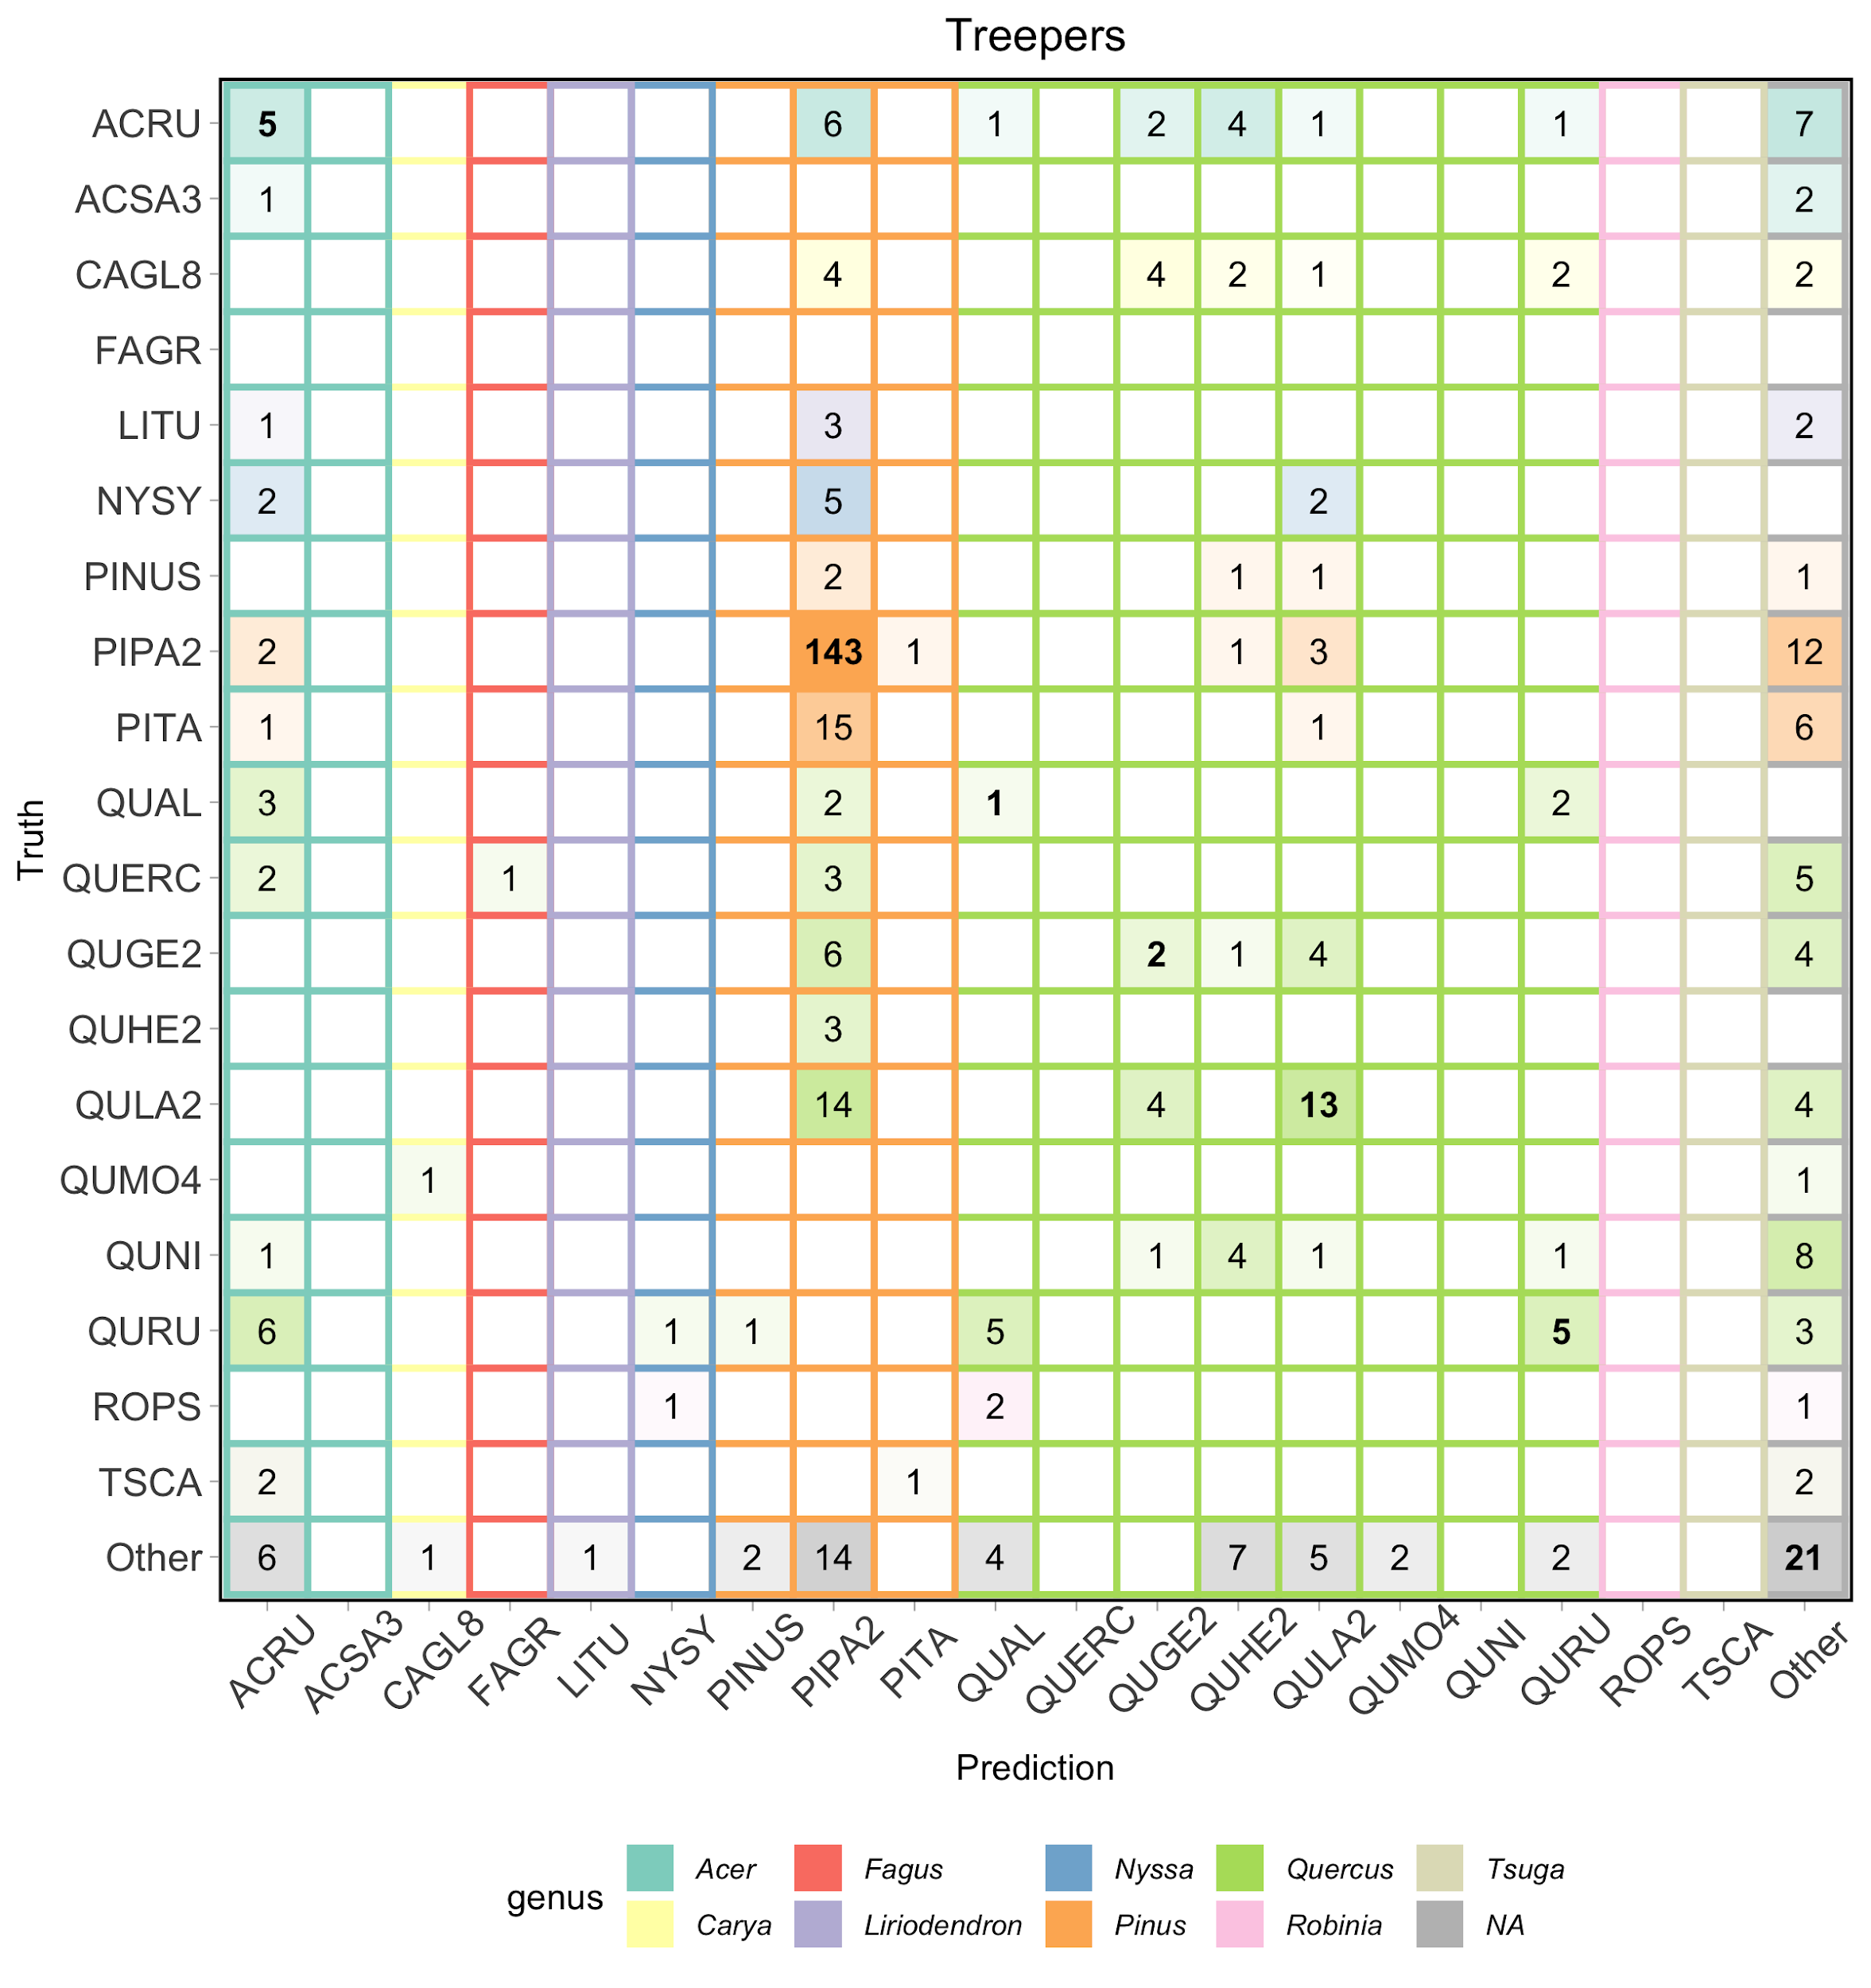 Treepers
ACRU 5 6 1 2 4 1 1 7
ACSA3 1 2
CAGL8 4 4 2 1 2 2
FAGR
LITU 1 3 2
NYSY 2 5 2
PINUS 2 1 1 1
PIPA2 2 143 1 1 3 12
PITA 1 15 1 6
QUAL 3 2 1 2
Truth
QUERC 2 1 3 5
QUGE2 6 2 1 4 4
QUHE2 3
QULA2 14 4 13 4
QUMO4 1 1
QUNI 1 1 4 1 1 8
QURU 6 1 1 5 5 3
ROPS 1 2 1
TSCA 2 1 2
Other 6 1 1 2 14 4 7 5 2 2 21
ACRU ACSA3 CAGL8 FAGR LITU NYSY PINUS PIPA2 PITA QUAL QUERC QUGE2 QUHE2 QULA2 QUMO4 QUNI QURU ROPS TSCA Other
Prediction
genus
Acer Fagus Nyssa Quercus Tsuga
Carya Liriodendron Pinus Robinia NA